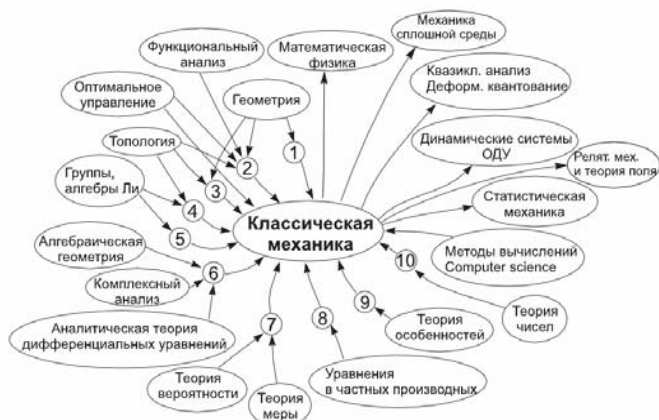 Механика
сплошной среды
Функциональный
анализ
Математическая
физика
Квазикл. анализ
Деформ. квантование
Оптимальное
управление
Геометрия
Динамические системы
ОДУ
Топология
Релят. мех.
и теория поля
1
2
Группы,
алгебры Ли
3
4
Статистическая
механика
Классическая
механика
5
Алгебраическая
геометрия
Методы вычислений
Computer science
6
10
Комплексный
анализ
9
Теория
чисел
Аналитическая теория
дифференциальных уравнений
7
8
Теория
особенностей
Теория
вероятности
Теория
меры
Уравнения
в частных производных